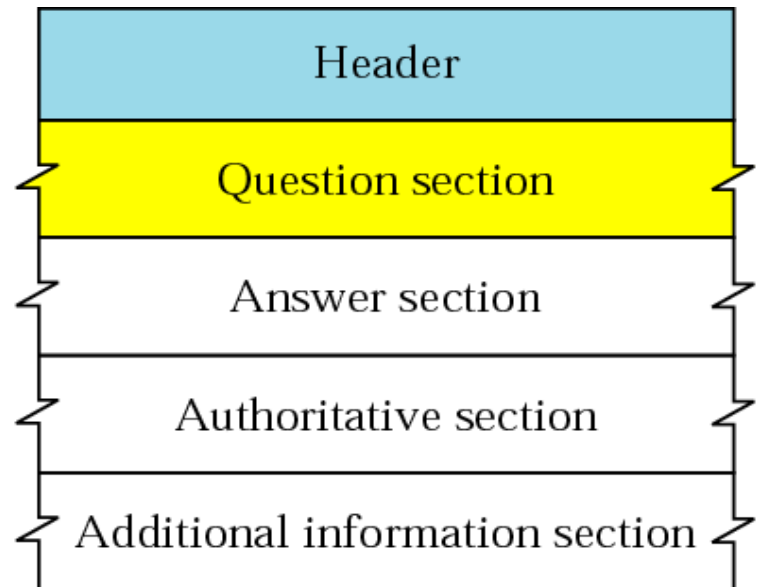 Header
Question section
Answer section
Authoritative section
Additional information section